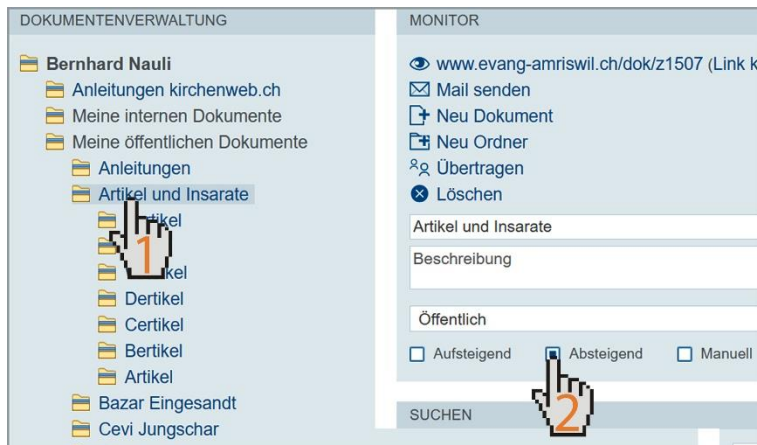 DOKUMENTENVERWALTUNG
Bernhard Nauli
Anleitungen kirchenweb.ch
Meine internen Dokumente
Meine öffentlichen Dokumente
Anleitungen
Artikel und Insarate
Dertikel
Certikel
Bertikel
Artikel
Bazar Eingesandt
Cevi Jungschar
1
MONITOR
www.evang-amriswil.ch/dok/z1507 (Link k
Mail senden
Neu Dokument
Neu Ordner
Übertragen
Löschen
Artikel und Insarate
Beschreibung
Öffentlich
Aufsteigend Absteigend Manuell
2
SUCHEN